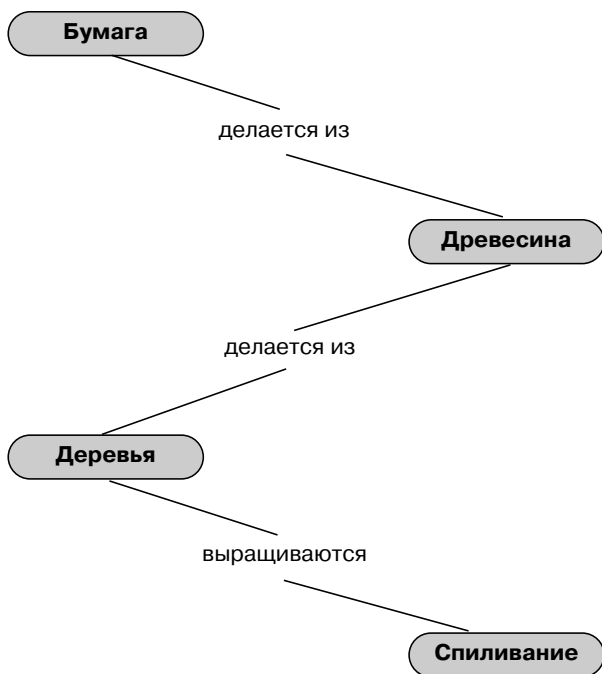 Бумага
делается из
Древесина
делается из
Деревья
выращиваются
Спиливание